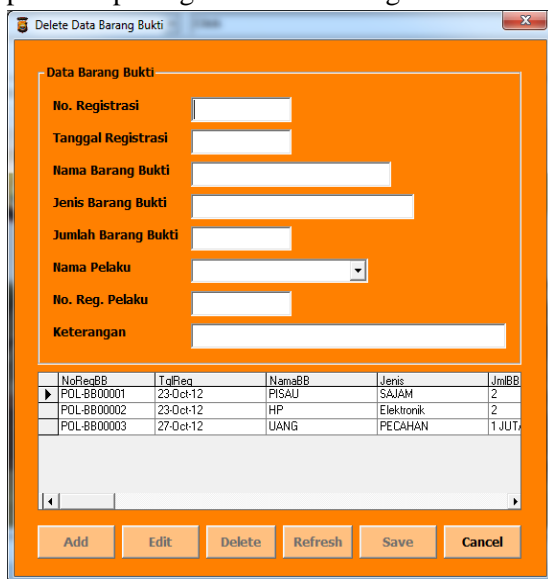 Delete Data Barang Bukti
Data Barang Bukti
No. Registrasi
Tanggal Registrasi
Nama Barang Bukti
Jenis Barang Bukti
Jumlah Barang Bukti
Nama Pelaku
No. Reg. Pelaku
Keterangan
NoRegBB TglReg NamaBB Jenis JmlBB
POL-BB00001 23-Oct-12 PISAU SAJAM 2
POL-BB00002 23-Oct-12 HP Elektronik 2
POL-BB00003 27-Oct-12 UANG PECAHAN 1 JUTA
Add Edit Delete Refresh Save Cancel